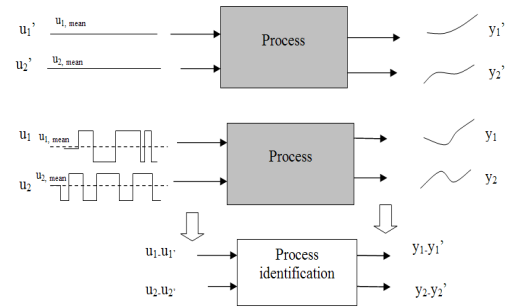 u1' u1, mean Process y1'
u2' u2, mean y2'
u1 u1, mean Process y1
u2 u2, mean y2
u1-u1' Process identification y1-y1'
u2-u2' y2-y2'